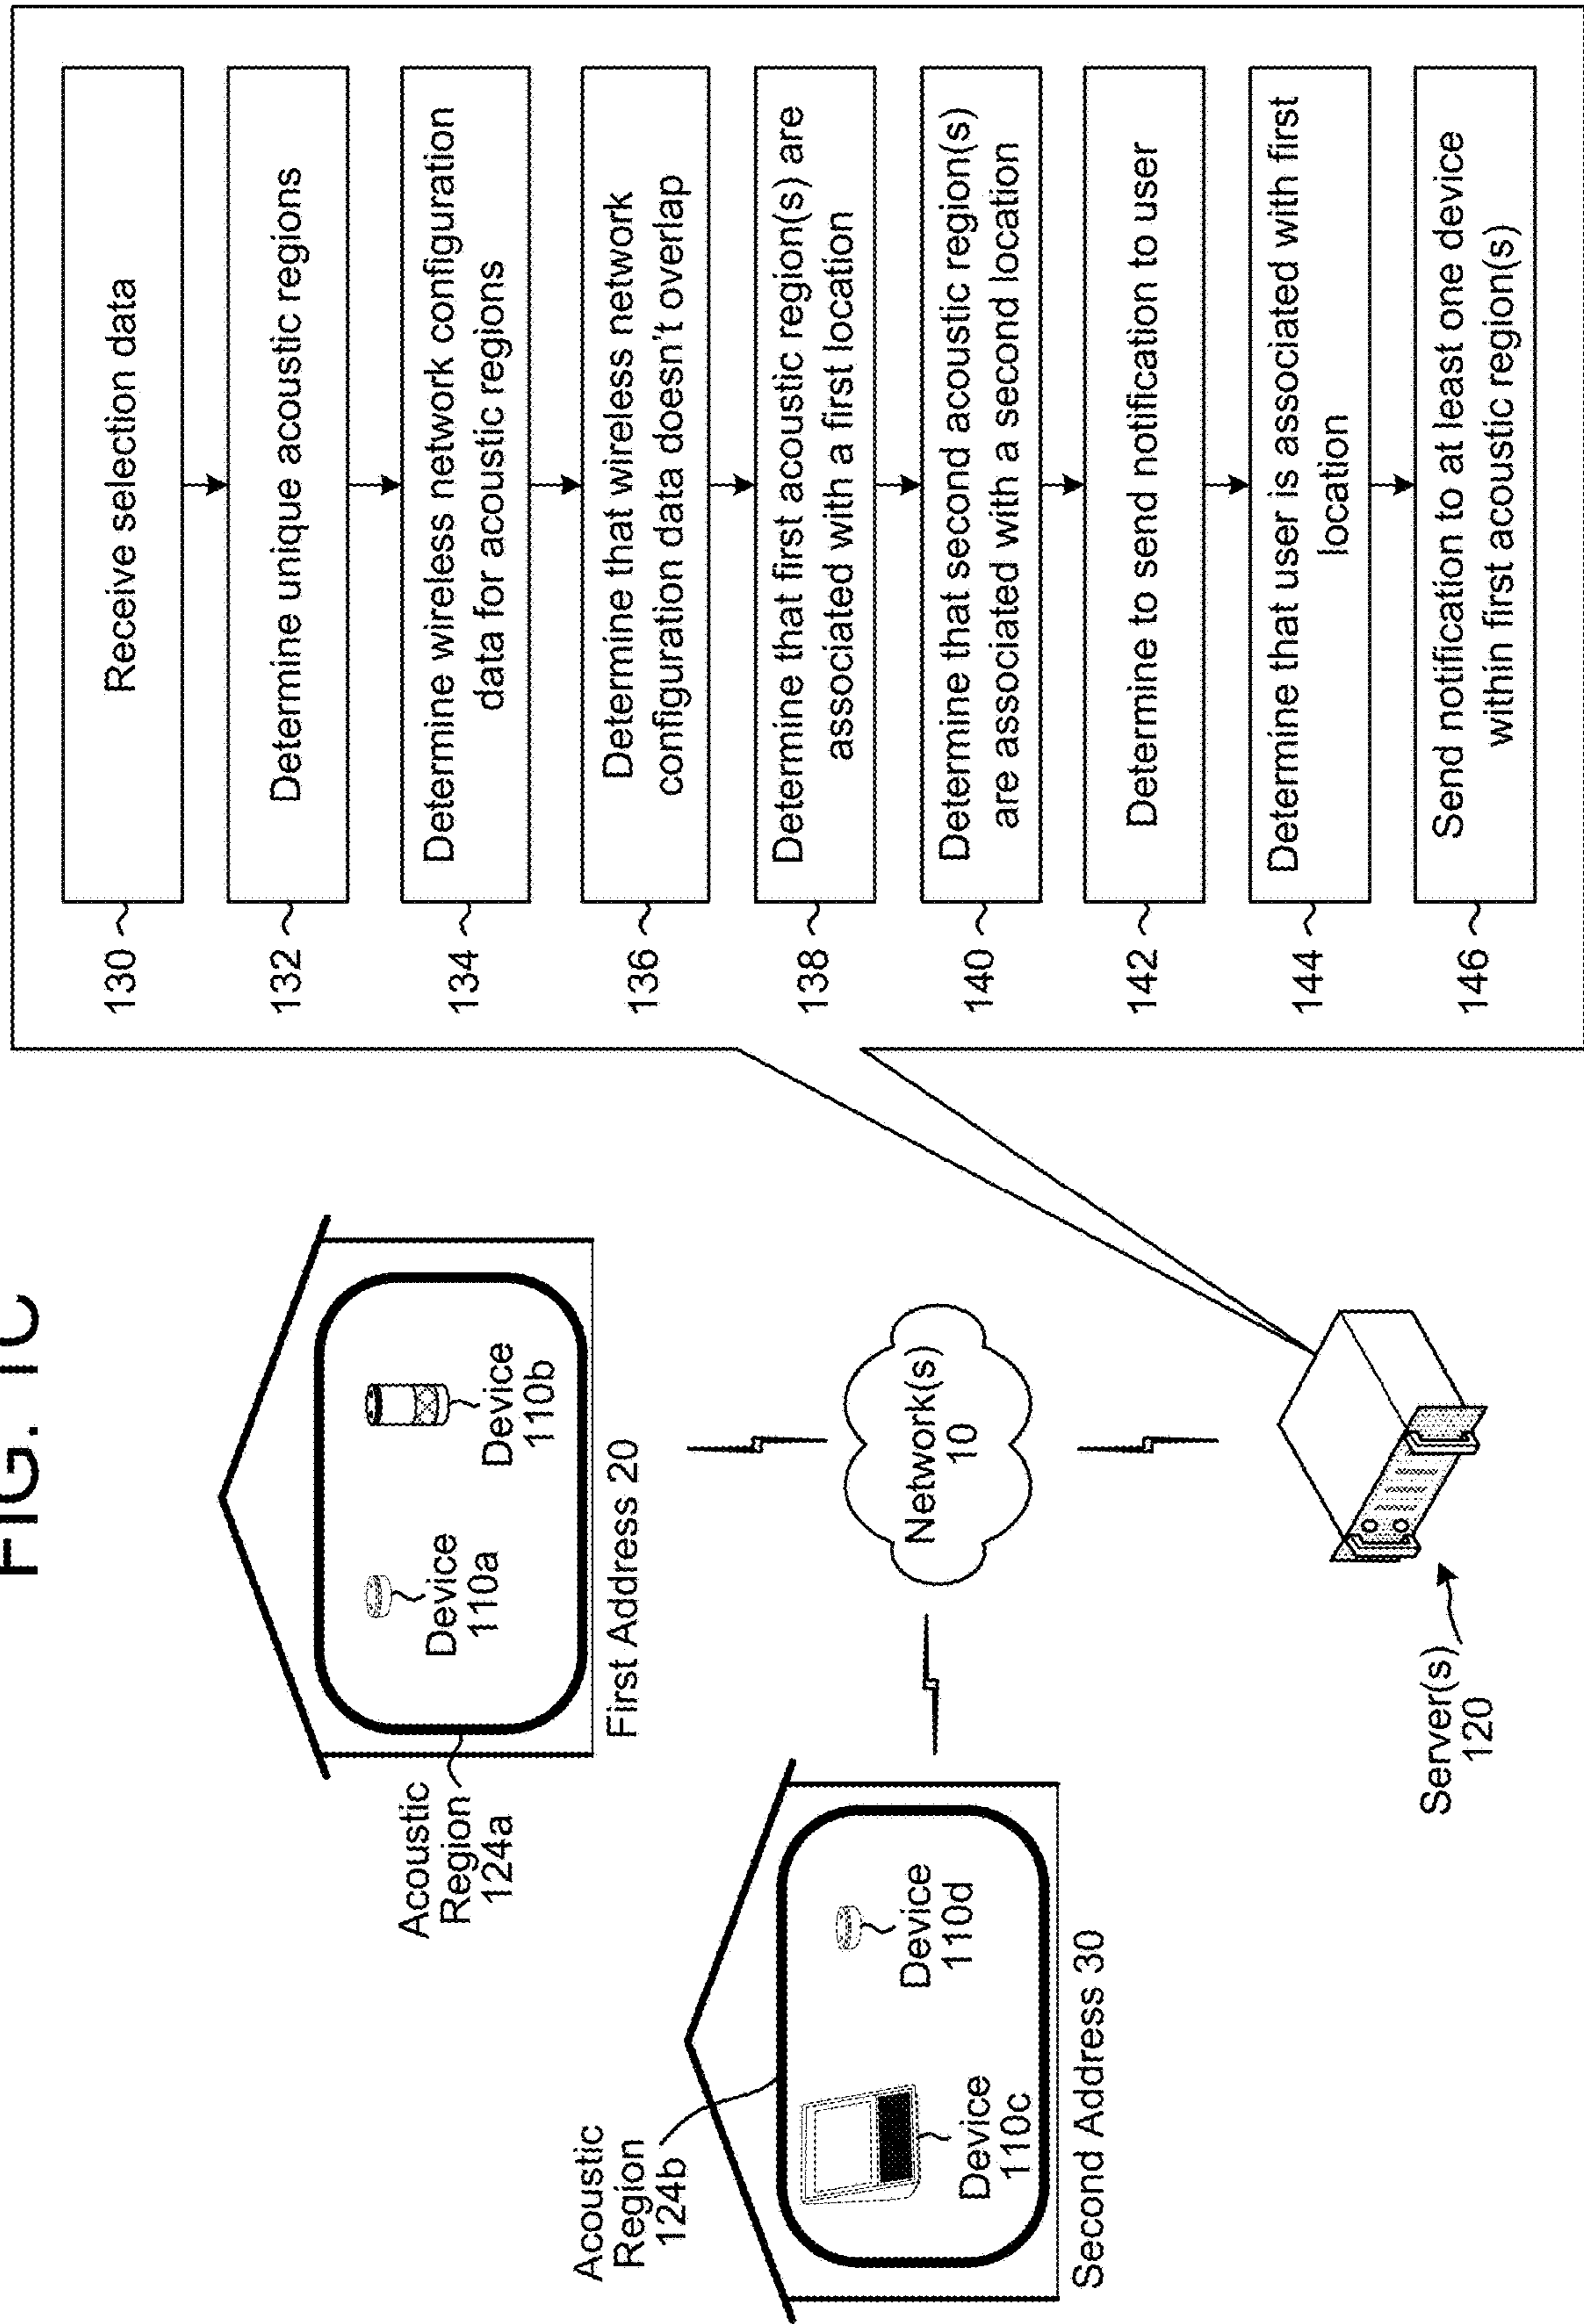 FIG. 1C
Acoustic
Region
124a
Device
110a
Device
110b
First Address 20
Acoustic
Region
124b
Device
110c
Device
110d
Second Address 30
Network(s)
10
Server(s)
120
130
Receive selection data
132
Determine unique acoustic regions
134
Determine wireless network configuration
data for acoustic regions
136
Determine that wireless network
configuration data doesn't overlap
138
Determine that first acoustic region(s) are
associated with a first location
140
Determine that second acoustic region(s)
are associated with a second location
142
Determine to send notification to user
144
Determine that user is associated with first
location
146
Send notification to at least one device
within first acoustic region(s)